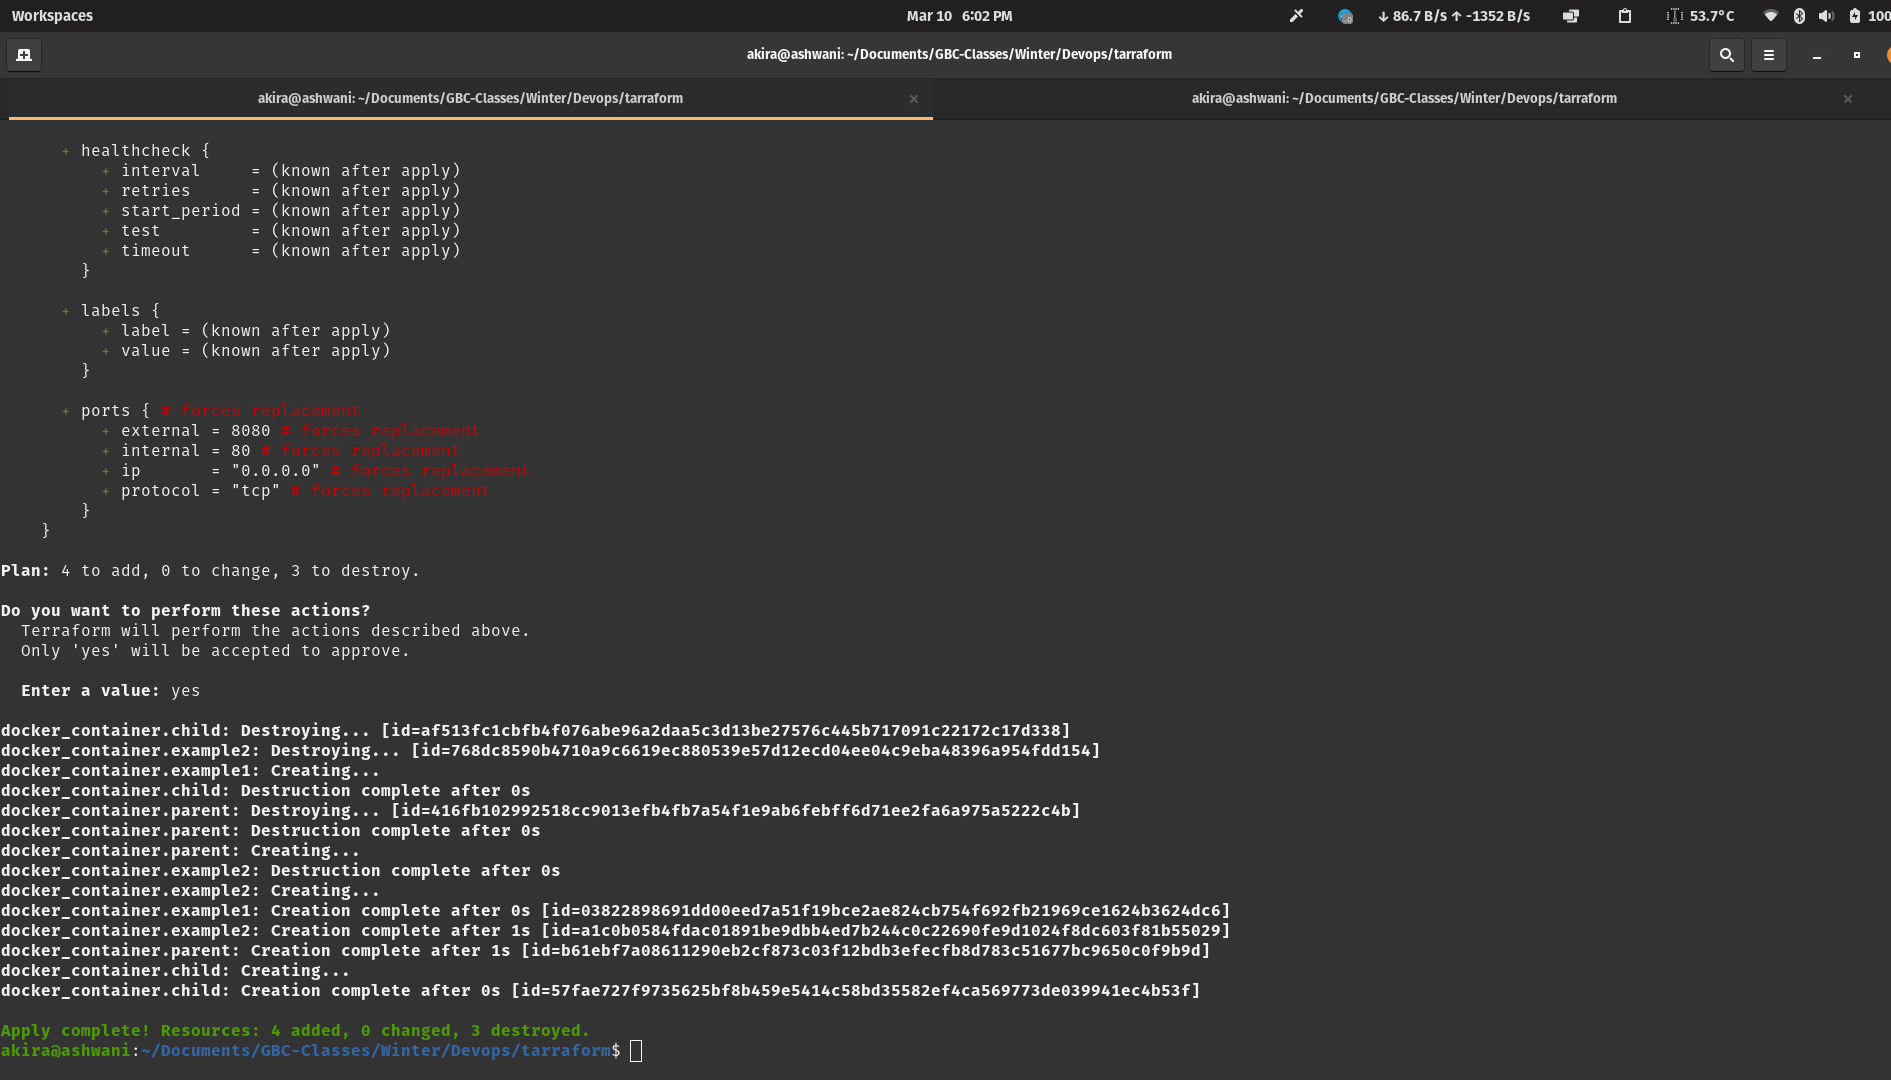 Workspaces
Mar 10 6:02 PM
↓ 86.7 B/s ↑ -1352 B/s
53.7°C
100
akira@ashwani: ~/Documents/GBC-Classes/Winter/Devops/tarraform
akira@ashwani: ~/Documents/GBC-Classes/Winter/Devops/tarraform ×
akira@ashwani: ~/Documents/GBC-Classes/Winter/Devops/tarraform ×
+ healthcheck {
+ interval = (known after apply)
+ retries = (known after apply)
+ start_period = (known after apply)
+ test = (known after apply)
+ timeout = (known after apply)
}
+ labels {
+ label = (known after apply)
+ value = (known after apply)
}
+ ports { # forces replacement
+ external = 8080 # forces replacement
+ internal = 80 # forces replacement
+ ip = "0.0.0.0" # forces replacement
+ protocol = "tcp" # forces replacement
}
}
Plan: 4 to add, 0 to change, 3 to destroy.
Do you want to perform these actions?
Terraform will perform the actions described above.
Only 'yes' will be accepted to approve.
Enter a value: yes
docker_container.child: Destroying... [id=af513fc1cbfb4f076abe96a2daa5c3d13be27576c445b717091c22172c17d338]
docker_container.example2: Destroying... [id=768dc8590b4710a9c6619ec880539e57d12ecd04ee04c9eba48396a954fdd154]
docker_container.example1: Creating...
docker_container.child: Destruction complete after 0s
docker_container.parent: Destroying... [id=416fb102992518cc9013efb4fb7a54f1e9ab6febff6d71ee2fa6a975a5222c4b]
docker_container.parent: Destruction complete after 0s
docker_container.parent: Creating...
docker_container.example2: Destruction complete after 0s
docker_container.example2: Creating...
docker_container.example1: Creation complete after 0s [id=03822898691dd00eed7a51f19bce2ae824cb754f692fb21969ce1624b3624dc6]
docker_container.example2: Creation complete after 1s [id=a1c0b0584fdac01891be9dbb4ed7b244c0c22690fe9d1024f8dc603f81b55029]
docker_container.parent: Creation complete after 1s [id=b61ebf7a08611290eb2cf873c03f12bdb3efecfb8d783c51677bc9650c0f9b9d]
docker_container.child: Creating...
docker_container.child: Creation complete after 0s [id=57fae727f9735625bf8b459e5414c58bd35582ef4ca569773de039941ec4b53f]
Apply complete! Resources: 4 added, 0 changed, 3 destroyed.
akira@ashwani:~/Documents/GBC-Classes/Winter/Devops/tarraform$